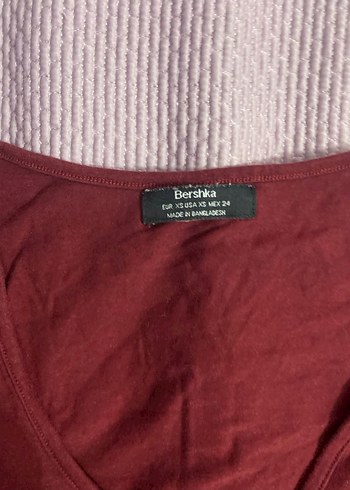 Bershka
EUR XS USA XS MEX 24
MADE IN BANGLADESH